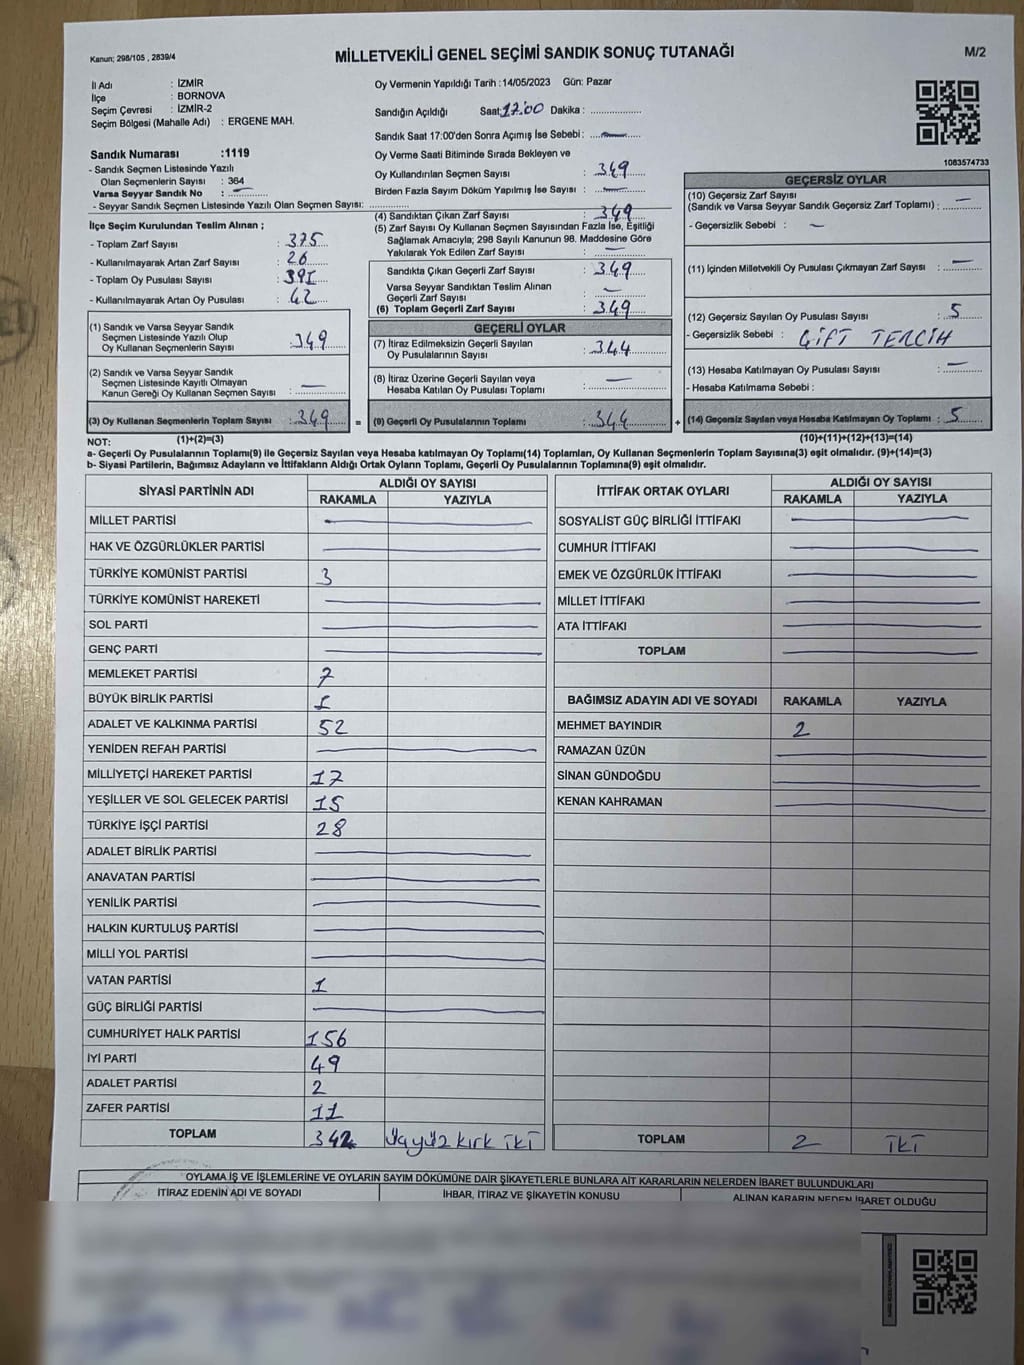 Kanun; 298/105 , 2839/4
MİLLETVEKİLİ GENEL SEÇİMİ SANDIK SONUÇ TUTANAĞI
M/2
İl Adı : İZMİR
İlçe : BORNOVA
Seçim Çevresi : İZMİR-2
Seçim Bölgesi (Mahalle Adı) : ERGENE MAH.
Sandık Numarası :1119
- Sandık Seçmen Listesinde Yazılı
Olan Seçmenlerin Sayısı : 364
Varsa Seyyar Sandık No : —
- Seyyar Sandık Seçmen Listesinde Yazılı Olan Seçmen Sayısı: ..............
İlçe Seçim Kurulundan Teslim Alınan ;
- Toplam Zarf Sayısı : 375
- Kullanılmayarak Artan Zarf Sayısı : 26
- Toplam Oy Pusulası Sayısı : 391
- Kullanılmayarak Artan Oy Pusulası : 42
(1) Sandık ve Varsa Seyyar Sandık
Seçmen Listesinde Yazılı Olup
Oy Kullanan Seçmenlerin Sayısı : 349
(2) Sandık ve Varsa Seyyar Sandık
Seçmen Listesinde Kayıtlı Olmayan
Kanun Gereği Oy Kullanan Seçmen Sayısı : —
(3) Oy Kullanan Seçmenlerin Toplam Sayısı : 349 =
Oy Vermenin Yapıldığı Tarih :14/05/2023 Gün: Pazar
Sandığın Açıldığı Saat:17:00 Dakika : ..............
Sandık Saat 17:00'den Sonra Açımış İse Sebebi : —
Oy Verme Saati Bitiminde Sırada Bekleyen ve
Oy Kullandırılan Seçmen Sayısı : 349
Birden Fazla Sayım Döküm Yapılmış İse Sayısı : —
(4) Sandıktan Çıkan Zarf Sayısı : 349
(5) Zarf Sayısı Oy Kullanan Seçmen Sayısından Fazla İse, Eşitliği
Sağlamak Amacıyla; 298 Sayılı Kanunun 98. Maddesine Göre
Yakılarak Yok Edilen Zarf Sayısı : —
Sandıkta Çıkan Geçerli Zarf Sayısı : 349
Varsa Seyyar Sandıktan Teslim Alınan
Geçerli Zarf Sayısı : —
(6) Toplam Geçerli Zarf Sayısı : 349
GEÇERLİ OYLAR
(7) İtiraz Edilmeksizin Geçerli Sayılan
Oy Pusulalarının Sayısı : 344
(8) İtiraz Üzerine Geçerli Sayılan veya
Hesaba Katılan Oy Pusulası Toplamı : —
(9) Geçerli Oy Pusulalarının Toplamı : 344 +
1083574733
GEÇERSİZ OYLAR
(10) Geçersiz Zarf Sayısı
(Sandık ve Varsa Seyyar Sandık Geçersiz Zarf Toplamı) : —
- Geçersizlik Sebebi : —
(11) İçinden Milletvekili Oy Pusulası Çıkmayan Zarf Sayısı : —
(12) Geçersiz Sayılan Oy Pusulası Sayısı : 5
- Geçersizlik Sebebi : ÇİFT TERCİH
(13) Hesaba Katılmayan Oy Pusulası Sayısı : —
- Hesaba Katılmama Sebebi :
(14) Geçersiz Sayılan veya Hesaba Katılmayan Oy Toplamı : 5
NOT: (1)+(2)=(3) (10)+(11)+(12)+(13)=(14)
a- Geçerli Oy Pusulalarının Toplamı(9) ile Geçersiz Sayılan veya Hesaba katılmayan Oy Toplamı(14) Toplamları, Oy Kullanan Seçmenlerin Toplam Sayısına(3) eşit olmalıdır. (9)+(14)=(3)
b- Siyasi Partilerin, Bağımsız Adayların ve İttifakların Aldığı Ortak Oyların Toplamı, Geçerli Oy Pusulalarının Toplamına(9) eşit olmalıdır.
SİYASİ PARTİNİN ADI ALDIĞI OY SAYISI
RAKAMLA YAZIYLA
MİLLET PARTİSİ —
HAK VE ÖZGÜRLÜKLER PARTİSİ —
TÜRKİYE KOMÜNİST PARTİSİ 3
TÜRKİYE KOMÜNİST HAREKETİ —
SOL PARTİ —
GENÇ PARTİ —
MEMLEKET PARTİSİ 7
BÜYÜK BİRLİK PARTİSİ 1
ADALET VE KALKINMA PARTİSİ 52
YENİDEN REFAH PARTİSİ —
MİLLİYETÇİ HAREKET PARTİSİ 17
YEŞİLLER VE SOL GELECEK PARTİSİ 15
TÜRKİYE İŞÇİ PARTİSİ 28
ADALET BİRLİK PARTİSİ —
ANAVATAN PARTİSİ —
YENİLİK PARTİSİ —
HALKIN KURTULUŞ PARTİSİ —
MİLLİ YOL PARTİSİ —
VATAN PARTİSİ 1
GÜÇ BİRLİĞİ PARTİSİ —
CUMHURİYET HALK PARTİSİ 156
İYİ PARTİ 49
ADALET PARTİSİ 2
ZAFER PARTİSİ 11
TOPLAM 342 Üçyüz kırk iki
İTTİFAK ORTAK OYLARI ALDIĞI OY SAYISI
RAKAMLA YAZIYLA
SOSYALİST GÜÇ BİRLİĞİ İTTİFAKI —
CUMHUR İTTİFAKI —
EMEK VE ÖZGÜRLÜK İTTİFAKI —
MİLLET İTTİFAKI —
ATA İTTİFAKI —
TOPLAM —
BAĞIMSIZ ADAYIN ADI VE SOYADI RAKAMLA YAZIYLA
MEHMET BAYINDIR 2
RAMAZAN ÜZÜN —
SİNAN GÜNDOĞDU —
KENAN KAHRAMAN —
TOPLAM 2 İKİ
OYLAMA İŞ VE İŞLEMLERİNE VE OYLARIN SAYIM DÖKÜMÜNE DAİR ŞİKAYETLERLE BUNLARA AİT KARARLARIN NELERDEN İBARET BULUNDUKLARI
İTİRAZ EDENİN ADI VE SOYADI İHBAR, İTİRAZ VE ŞİKAYETİN KONUSU ALINAN KARARIN NEDEN İBARET OLDUĞU